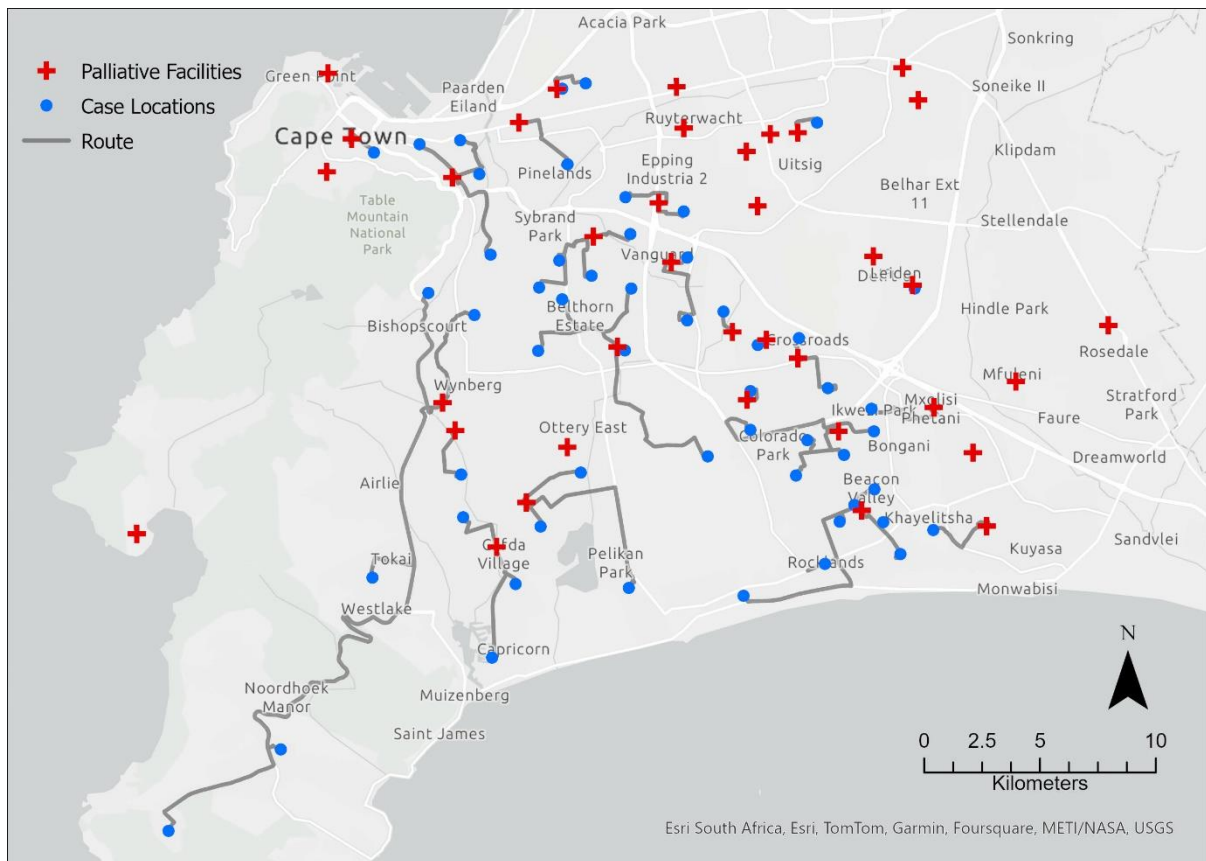 Acacia Park
Sonkring
Palliative Facilities
Green Point
Case Locations
Paarden
Eiland
Soneike II
Route
Cape Town
Ruyterwacht
Klipdam
Pinelands
Epping
Industria 2
Uitsig
Belhar Ext
11
Table
Mountain
National
Park
Sybrand
Park
Stellendale
Vanguard
Delft
Leiden
Hindle Park
Bishopscourt
Belthorn
Estate
Crossroads
Rosedale
Mfuleni
Wynberg
Stratford
Park
Ikwezi Park
Mxolisi
Phetani
Faure
Ottery East
Colorado
Park
Bongani
Dreamworld
Airlie
Beacon
Valley
Khayelitsha
Kuyasa
Sandvlei
Tokai
Village
Pelikan
Park
Rocklands
Monwabisi
Westlake
Capricorn
N
Noordhoek
Manor
Muizenberg
Saint James
0 2.5 5 10
Kilometers
Esri South Africa, Esri, TomTom, Garmin, Foursquare, METI/NASA, USGS